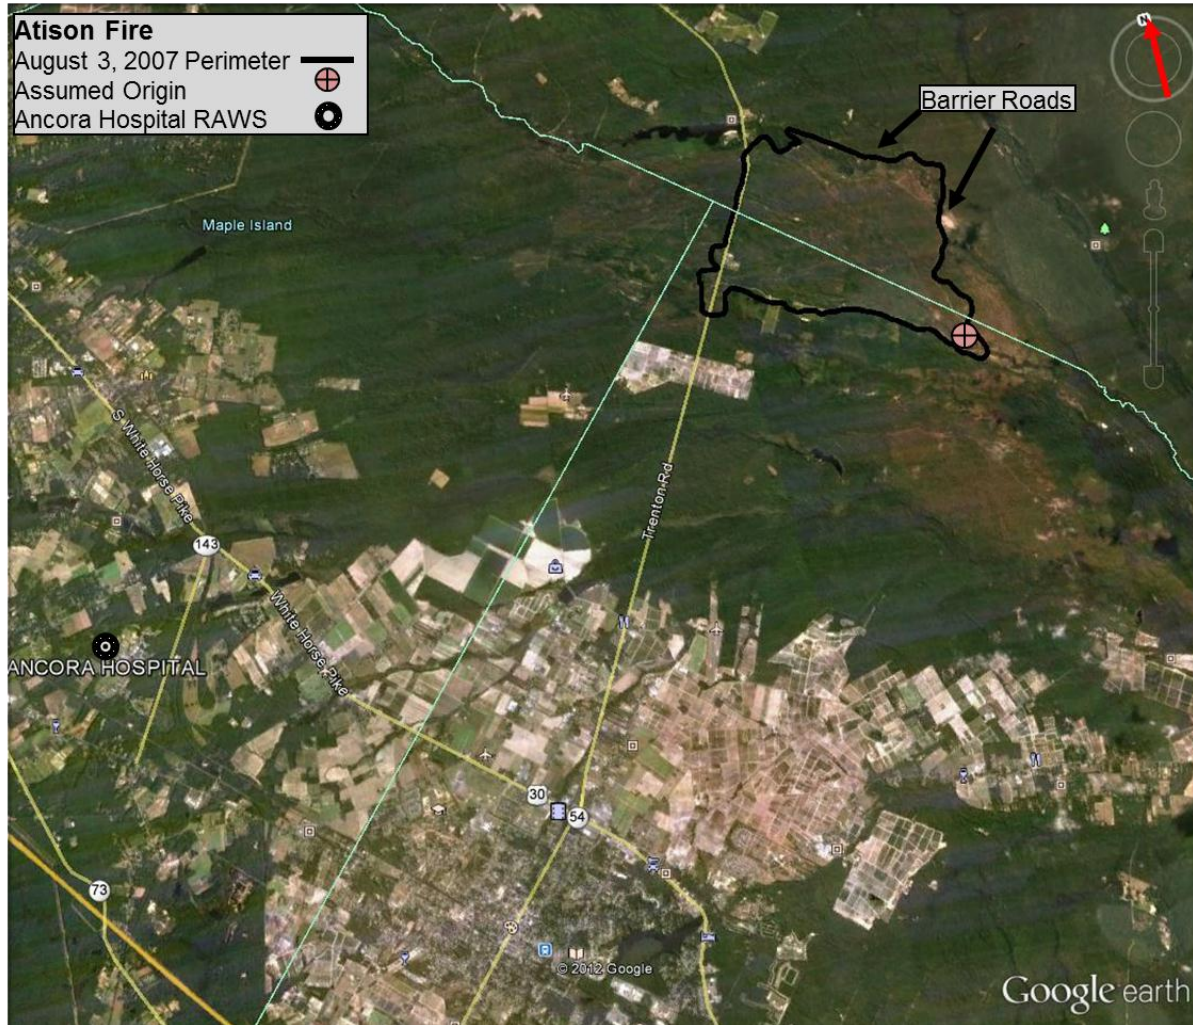 Atison Fire
August 3, 2007 Perimeter
Assumed Origin
Ancora Hospital RAWS
N
Barrier Roads
Maple Island
S White Horse Pike
Trenton Rd
143
White Horse Pike
ANCORA HOSPITAL
30
54
73
© 2012 Google
Google earth